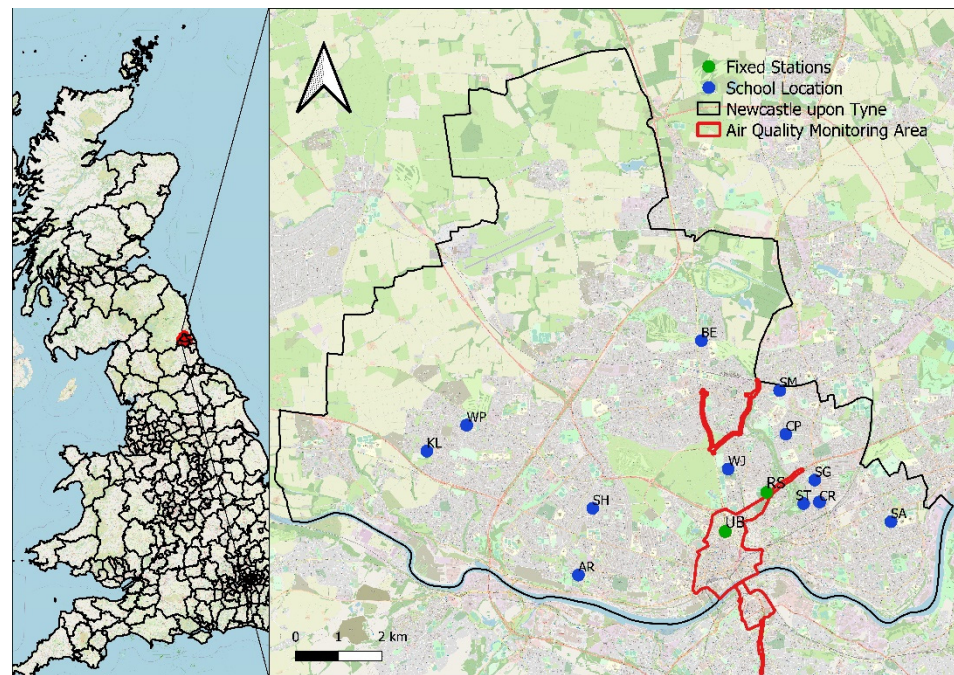 Fixed Stations
School Location
Newcastle upon Tyne
Air Quality Monitoring Area
BE
SM
WP
CP
KL
WJ
SG
RS
SH
ST
CR
SA
UB
AR
0 1 2 km